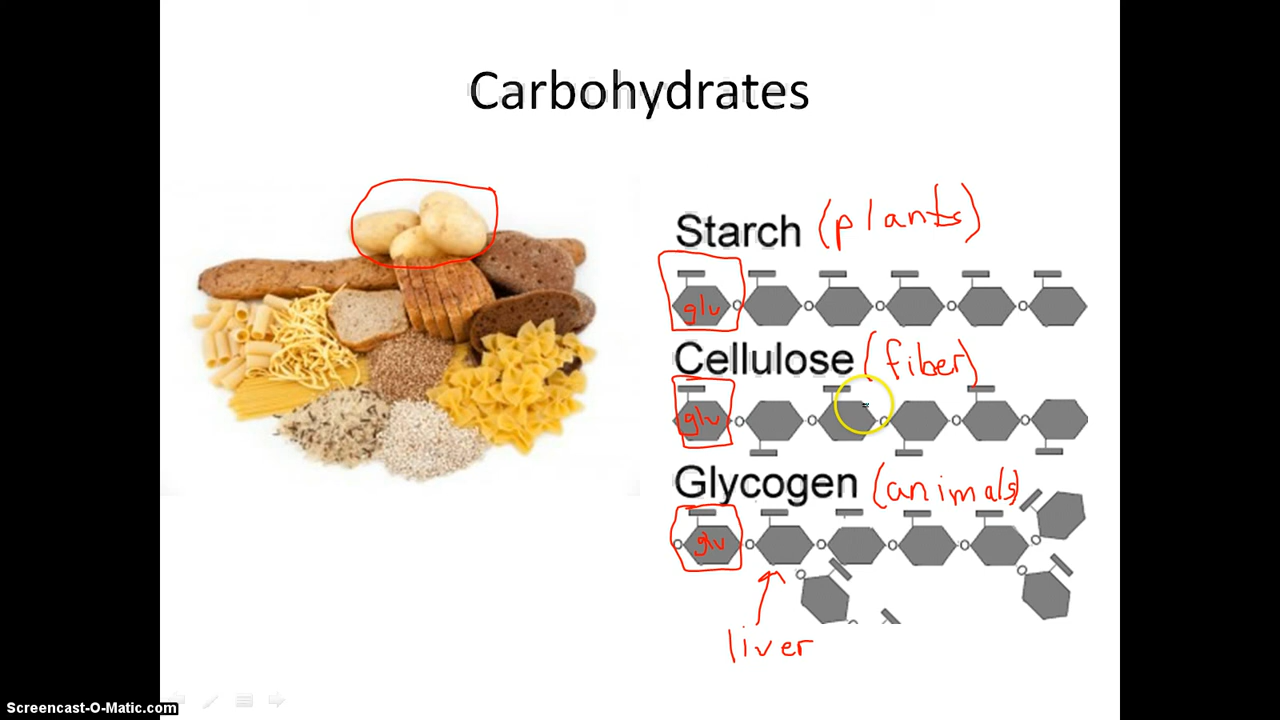 Carbohydrates
Starch (plants)
glu
O O O O O
Cellulose (fiber)
glu
O O O O O
Glycogen (animals)
O glu O O O O O
O O
O
liver
Screencast-O-Matic.com